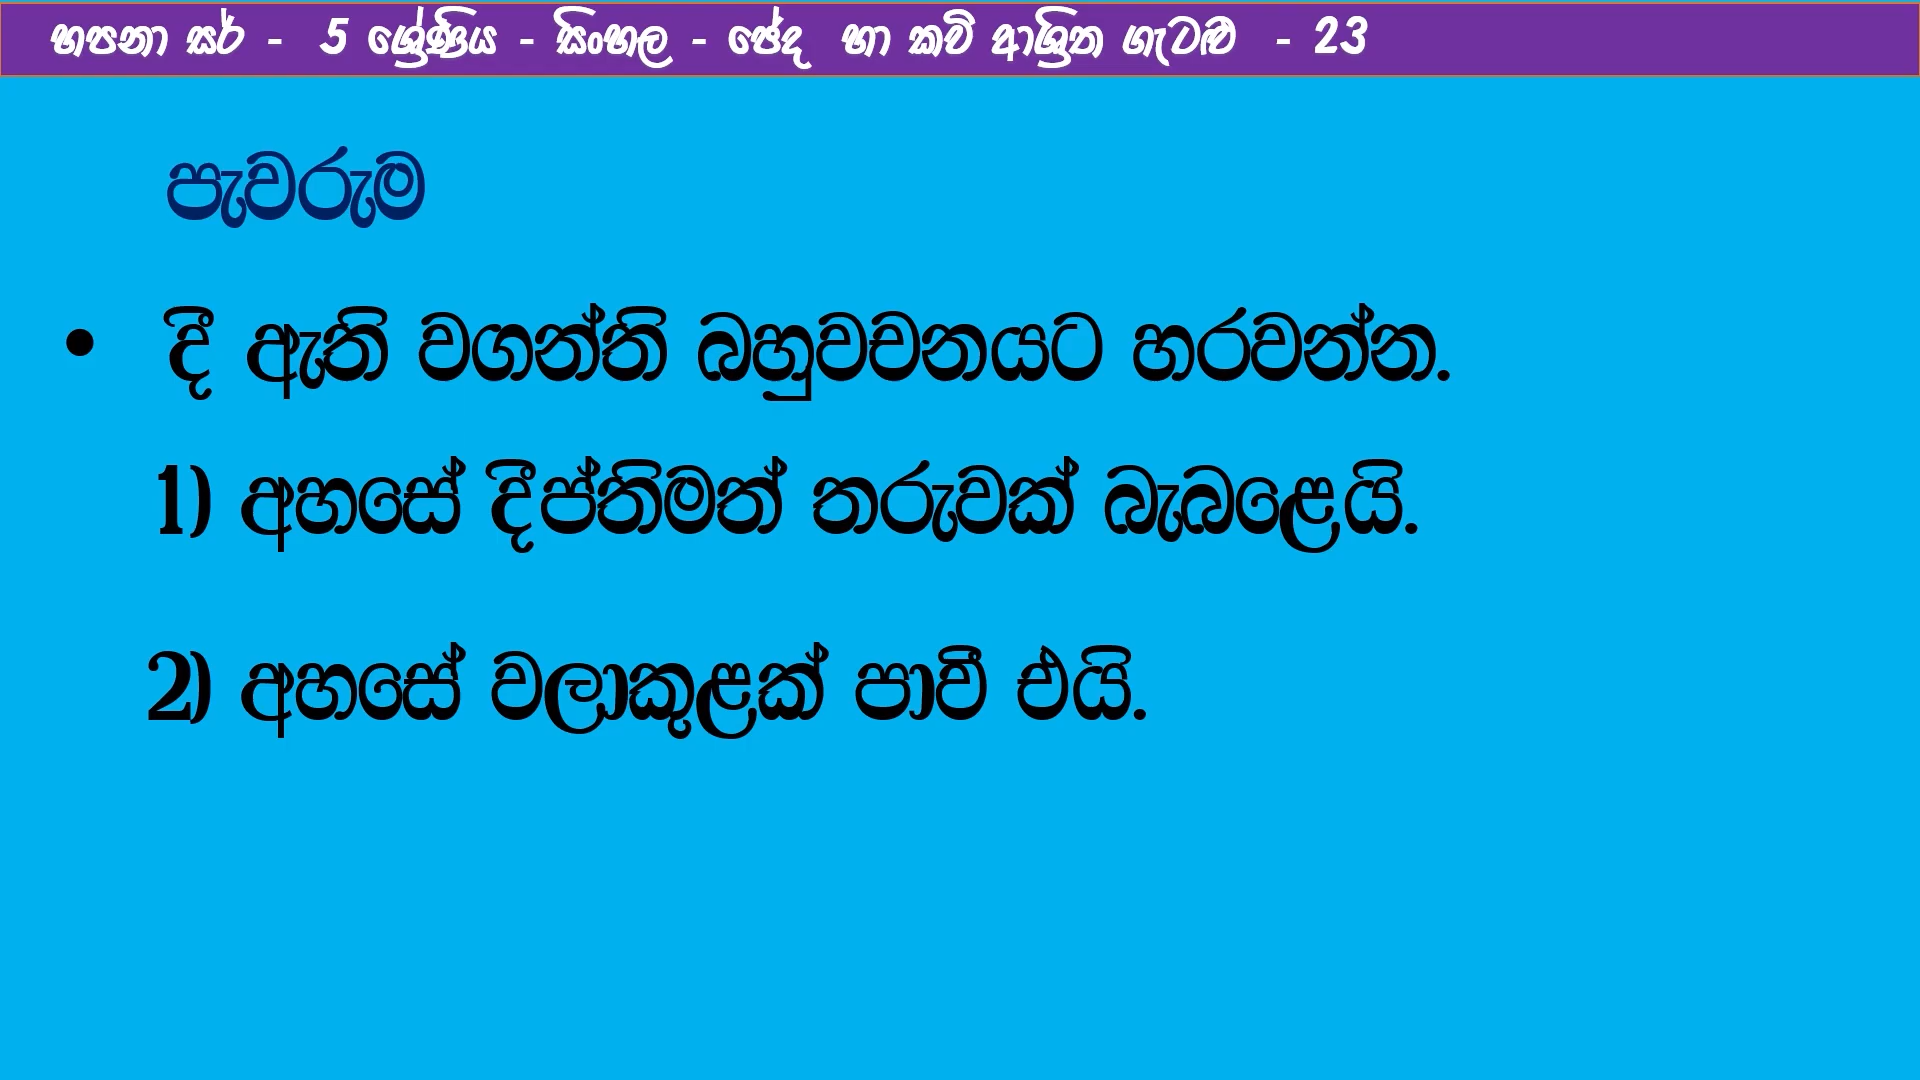 හපනා සර් - 5 ශ්‍රේණිය - සිංහල - ඡේද හා කවි ආශ්‍රිත ගැටළු - 23
පැවරුම
• දී ඇති වගන්ති බහුවචනයට හරවන්න.
1) අහසේ දීප්තිමත් තරුවක් බැබළෙයි.
2) අහසේ වලාකුළක් පාවී එයි.